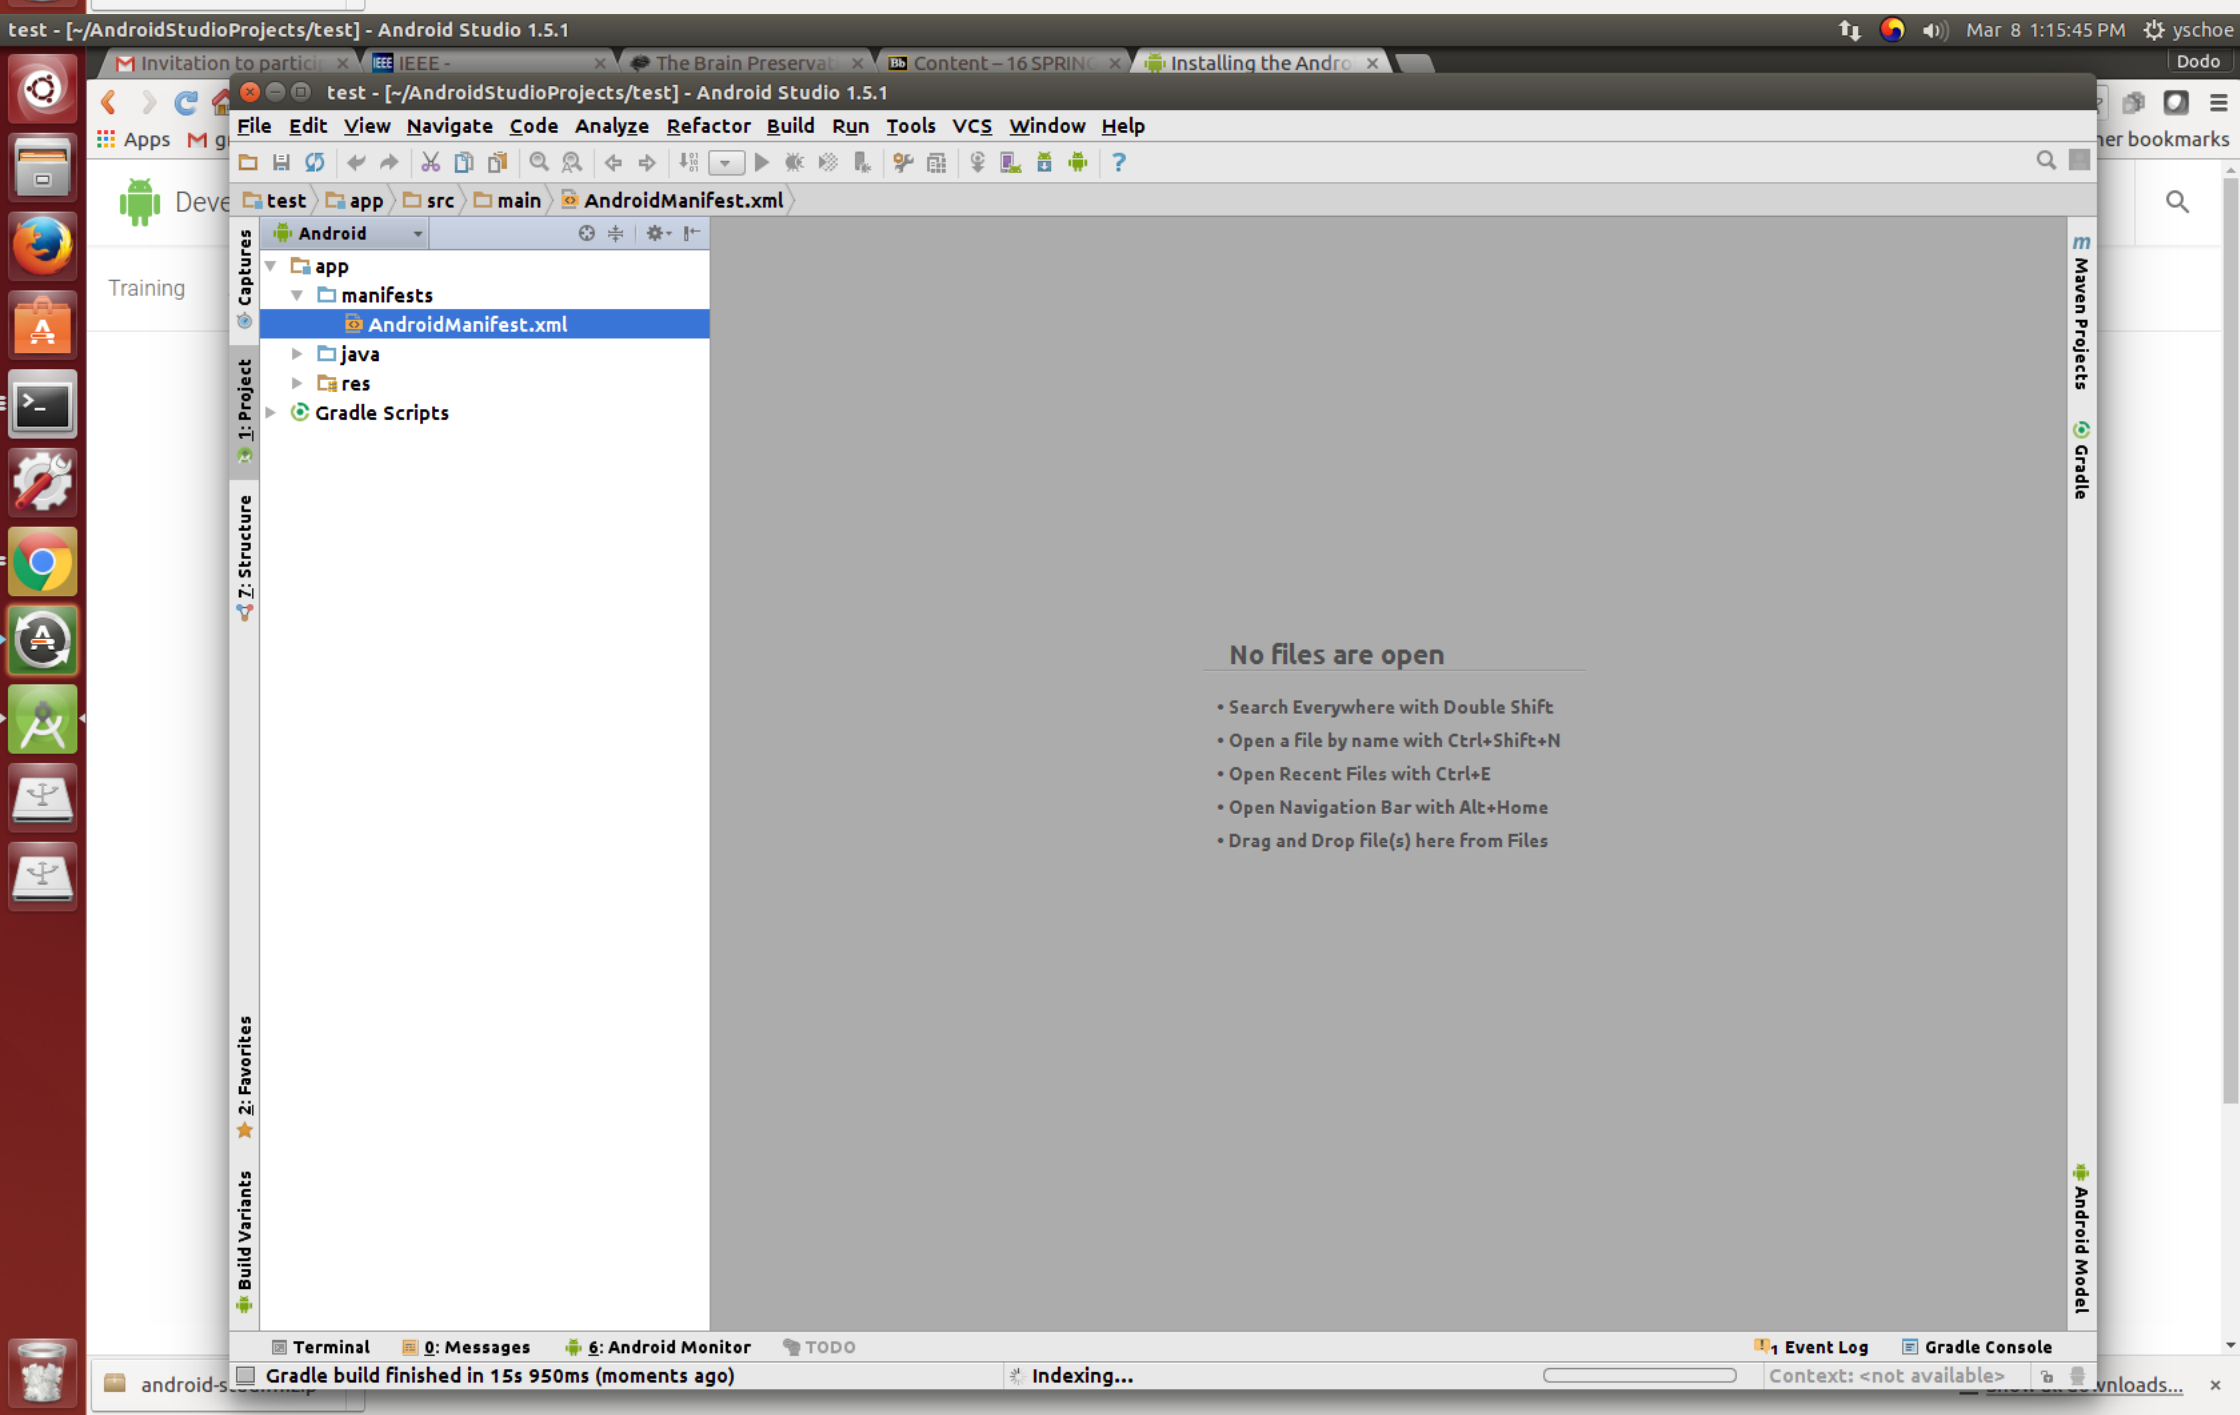 test - [~/AndroidStudioProjects/test] - Android Studio 1.5.1
Mar 8 1:15:45 PM
yschoe
Invitation to partici
IEEE -
The Brain Preservat
Content – 16 SPRING
Installing the Andro
Dodo
Apps
her bookmarks
Deve
Training
test - [~/AndroidStudioProjects/test] - Android Studio 1.5.1
File Edit View Navigate Code Analyze Refactor Build Run Tools VCS Window Help
test app src main AndroidManifest.xml
Android
app
manifests
AndroidManifest.xml
java
res
Gradle Scripts
Captures
1: Project
7: Structure
2: Favorites
Build Variants
No files are open
• Search Everywhere with Double Shift
• Open a file by name with Ctrl+Shift+N
• Open Recent Files with Ctrl+E
• Open Navigation Bar with Alt+Home
• Drag and Drop file(s) here from Files
m
Maven Projects
Gradle
Android Model
Terminal 0: Messages 6: Android Monitor TODO
1 Event Log Gradle Console
Gradle build finished in 15s 950ms (moments ago)
Indexing...
Context: <not available>
android-s